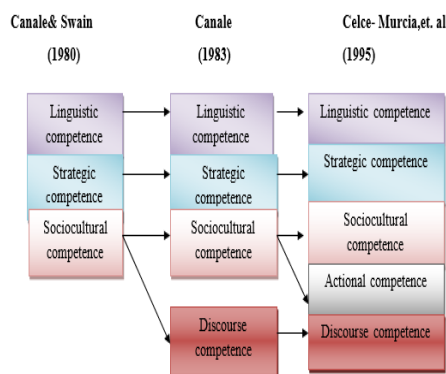 Canale& Swain
(1980)
Canale
(1983)
Celce- Murcia,et. al
(1995)
Linguistic
competence
Strategic
competence
Sociocultural
competence
Linguistic
competence
Strategic
competence
Sociocultural
competence
Discourse
competence
Linguistic competence
Strategic competence
Sociocultural
competence
Actional competence
Discourse competence